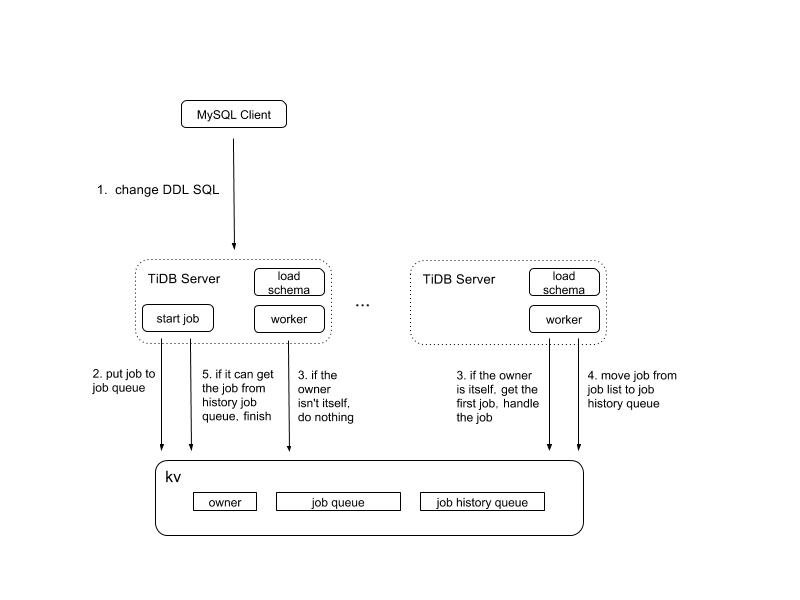 MySQL Client
1. change DDL SQL
TiDB Server
load
schema
start job
worker
...
TiDB Server
load
schema
worker
2. put job to
job queue
5. if it can get
the job from
history job
queue, finish
3. if the
owner
isn't itself,
do nothing
3. if the owner
is itself, get the
first job, handle
the job
4. move job from
job list to job
history queue
kv
owner
job queue
job history queue